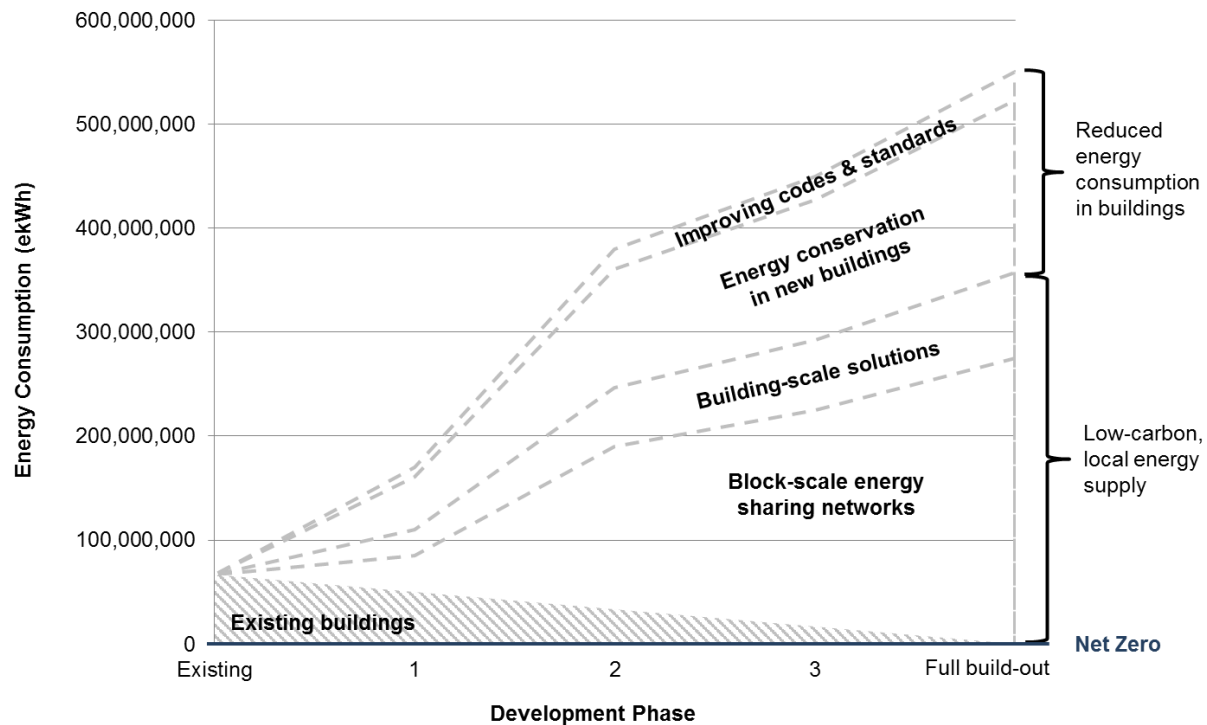 600,000,000
500,000,000
400,000,000
300,000,000
200,000,000
100,000,000
0
Energy Consumption (ekWh)
Improving codes & standards
Energy conservation
in new buildings
Building-scale solutions
Block-scale energy
sharing networks
Existing buildings
Reduced
energy
consumption
in buildings
Low-carbon,
local energy
supply
Net Zero
Existing
1
2
3
Full build-out
Development Phase